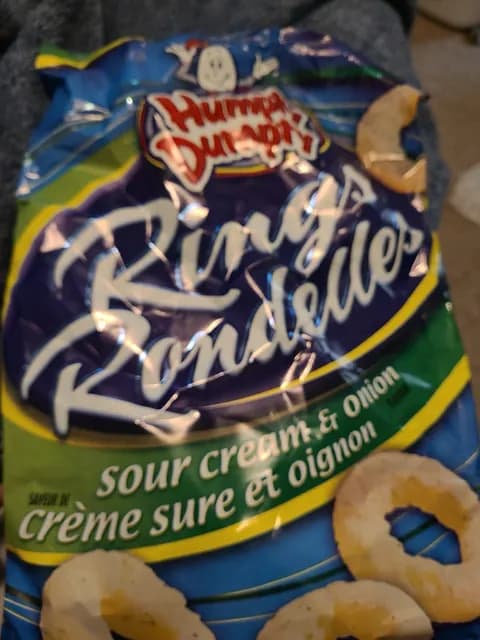 Humpty
Dumpty
Rings
Rondelles
sour cream & onion
SAVEUR DE
crème sure et oignon